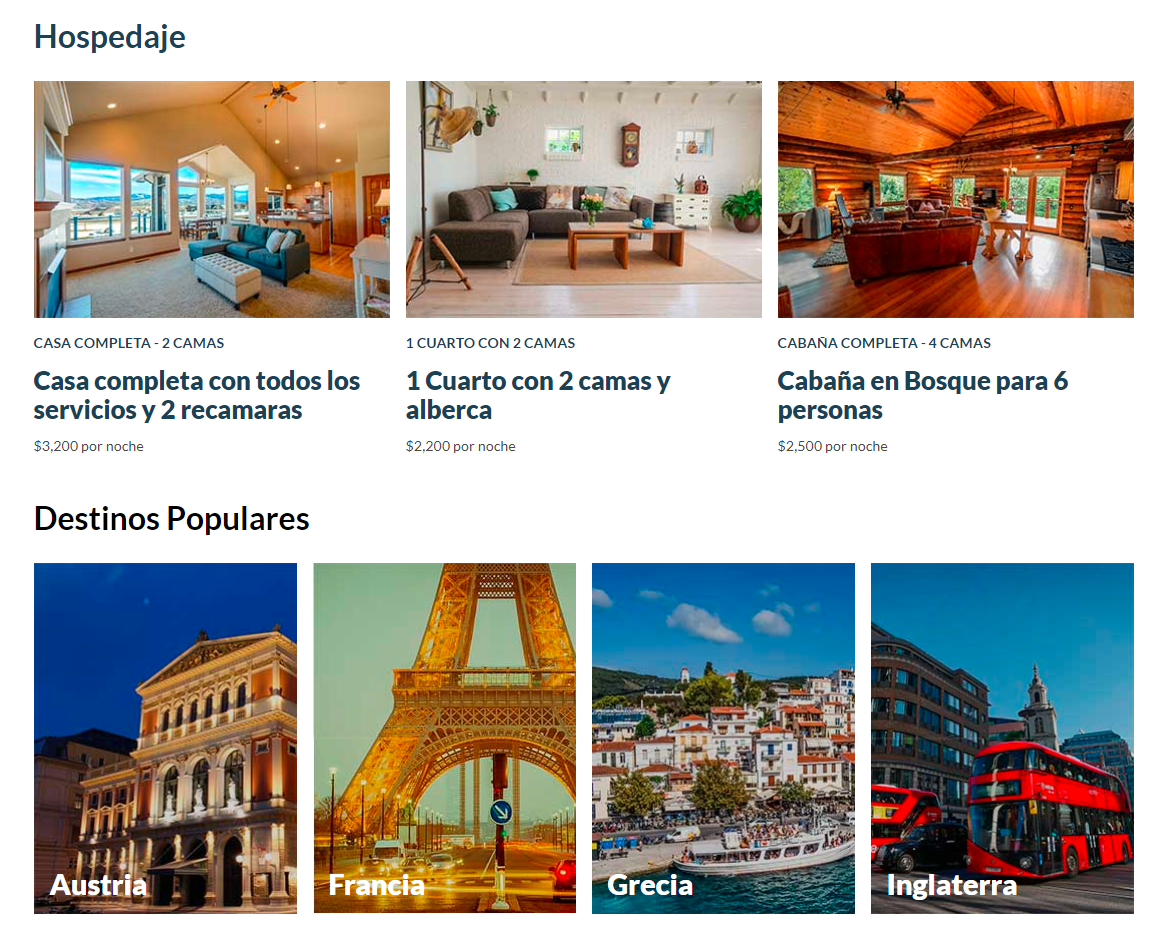 Hospedaje
CASA COMPLETA - 2 CAMAS
Casa completa con todos los
servicios y 2 recamaras
$3,200 por noche
1 CUARTO CON 2 CAMAS
1 Cuarto con 2 camas y
alberca
$2,200 por noche
CABAÑA COMPLETA - 4 CAMAS
Cabaña en Bosque para 6
personas
$2,500 por noche
Destinos Populares
Austria
Francia
Grecia
Inglaterra